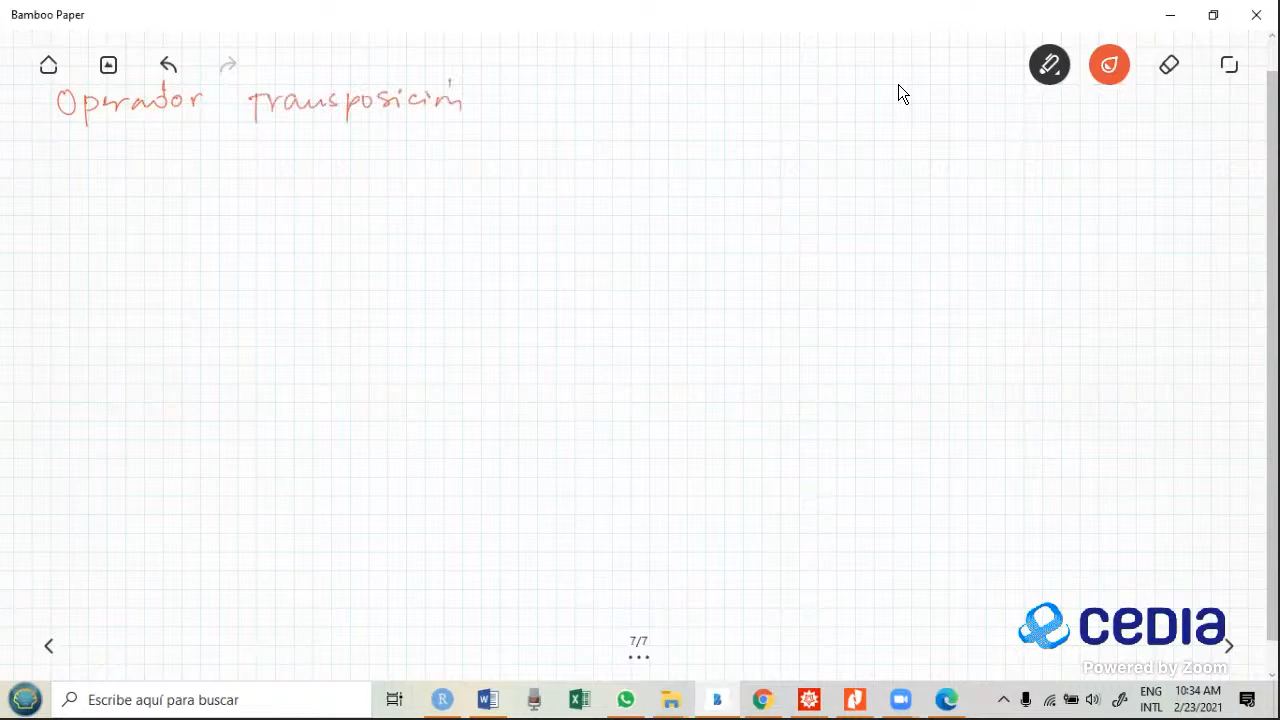 Bamboo Paper
Operador transposición
7/7
cedia
Powered by Zoom
Escribe aquí para buscar
ENG
INTL
10:34 AM
2/23/2021